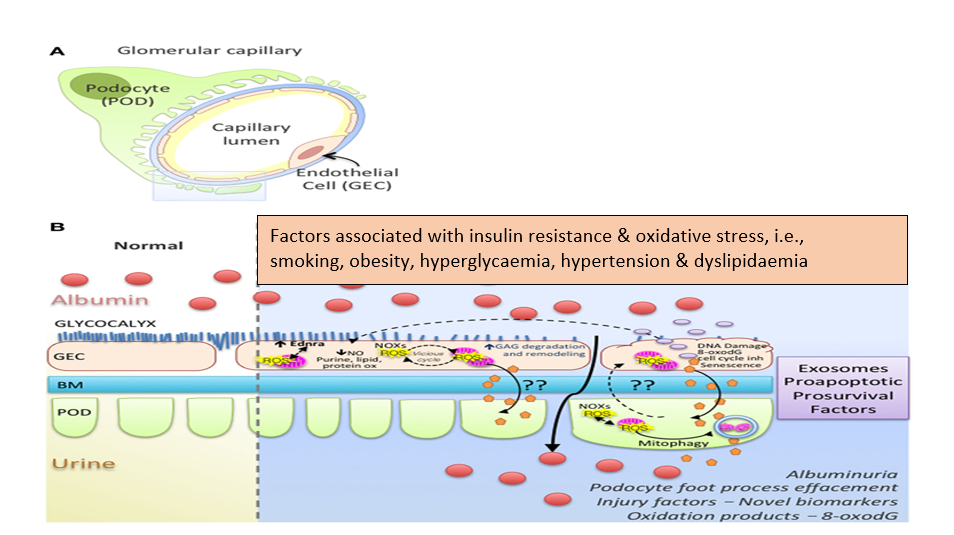 A
Glomerular capillary
Podocyte
(POD)
Capillary
lumen
Endothelial
Cell (GEC)
B
Normal
Factors associated with insulin resistance & oxidative stress, i.e.,
smoking, obesity, hyperglycaemia, hypertension & dyslipidaemia
Albumin
GLYCOCALYX
GEC
Ednra
ROS
NO
Purine, lipid,
protein ox
NOXs
ROS
Vicious
cycle
ROS
GAG degradation
and remodeling
ROS
DNA Damage
8-oxodG
Cell cycle inh
Senescence
BM
??
??
Exosomes
Proapoptotic
Prosurvival
Factors
POD
NOXs
ROS
ROS
Mitophagy
Urine
Albuminuria
Podocyte foot process effacement
Injury factors – Novel biomarkers
Oxidation products – 8-oxodG